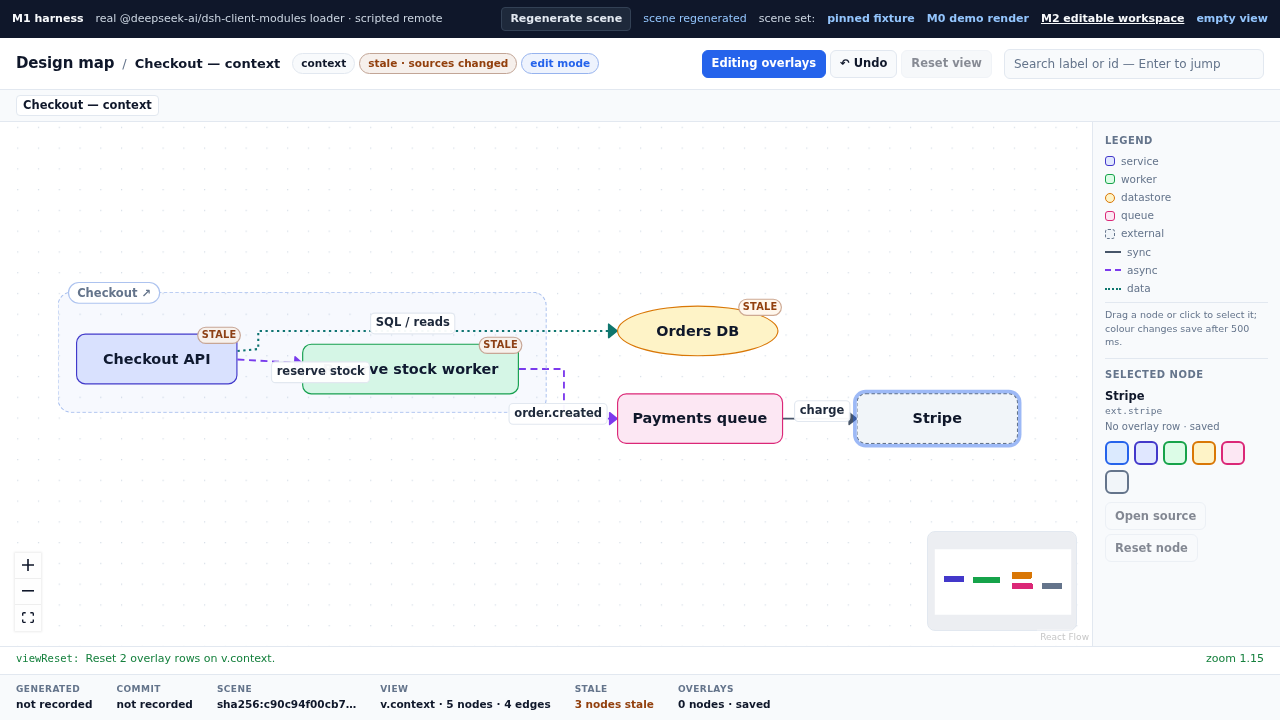 M1 harness real @deepseek-ai/dsh-client-modules loader · scripted remote Regenerate scene scene regenerated scene set: pinned fixture M0 demo render M2 editable workspace empty view
Design map / Checkout — context context stale · sources changed edit mode Editing overlays ↶ Undo Reset view Search label or id — Enter to jump
Checkout — context
Checkout ↗
STALE
Checkout API
SQL / reads
reserve stock
STALE
ve stock worker
STALE
Orders DB
order.created
Payments queue
charge
Stripe
React Flow
LEGEND
service
worker
datastore
queue
external
sync
async
data
Drag a node or click to select it;
colour changes save after 500
ms.
SELECTED NODE
Stripe
ext.stripe
No overlay row · saved
Open source
Reset node
viewReset: Reset 2 overlay rows on v.context. zoom 1.15
GENERATED COMMIT SCENE VIEW STALE OVERLAYS
not recorded not recorded sha256:c90c94f00cb7… v.context · 5 nodes · 4 edges 3 nodes stale 0 nodes · saved